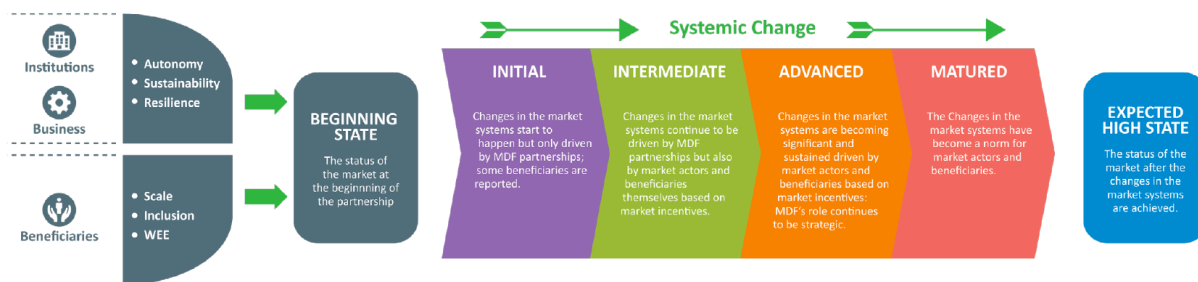 Institutions
Business
• Autonomy
• Sustainability
• Resilience
Beneficiaries
• Scale
• Inclusion
• WEE
BEGINNING
STATE
The status of
the market at
the beginnning of
the partnership
Systemic Change
INITIAL
Changes in the market
systems start to
happen but only driven
by MDF partnerships;
some beneficiaries are
reported.
INTERMEDIATE
Changes in the market
systems continue to be
driven by MDF
partnerships but also
by market actors and
beneficiaries
themselves based on
market incentives.
ADVANCED
Changes in the market
systems are becoming
significant and
sustained driven by
market actors and
beneficiaries based on
market incentives:
MDF's role continues
to be strategic.
MATURED
The Changes in the
market systems have
become a norm for
market actors and
beneficiaries.
EXPECTED
HIGH STATE
The status of the
market after the
changes in the
market systems
are achieved.